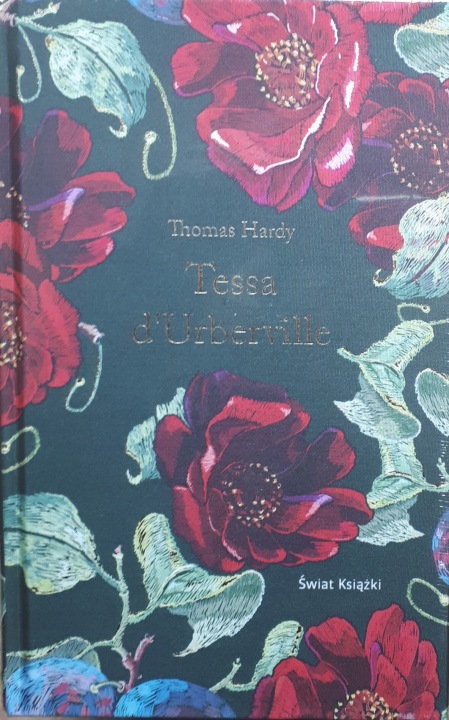 Thomas Hardy
Tessa
d'Urberville
Świat Książki